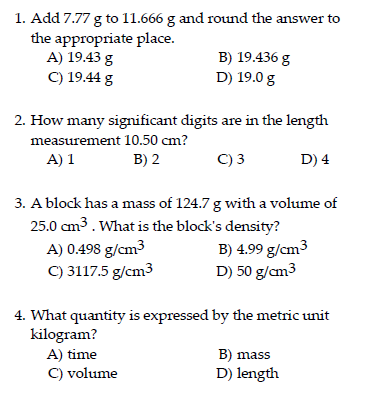 1. Add 7.77 g to 11.666 g and round the answer to
the appropriate place.
A) 19.43 g B) 19.436 g
C) 19.44 g D) 19.0 g
2. How many significant digits are in the length
measurement 10.50 cm?
A) 1 B) 2 C) 3 D) 4
3. A block has a mass of 124.7 g with a volume of
25.0 cm³ . What is the block's density?
A) 0.498 g/cm³ B) 4.99 g/cm³
C) 3117.5 g/cm³ D) 50 g/cm³
4. What quantity is expressed by the metric unit
kilogram?
A) time B) mass
C) volume D) length